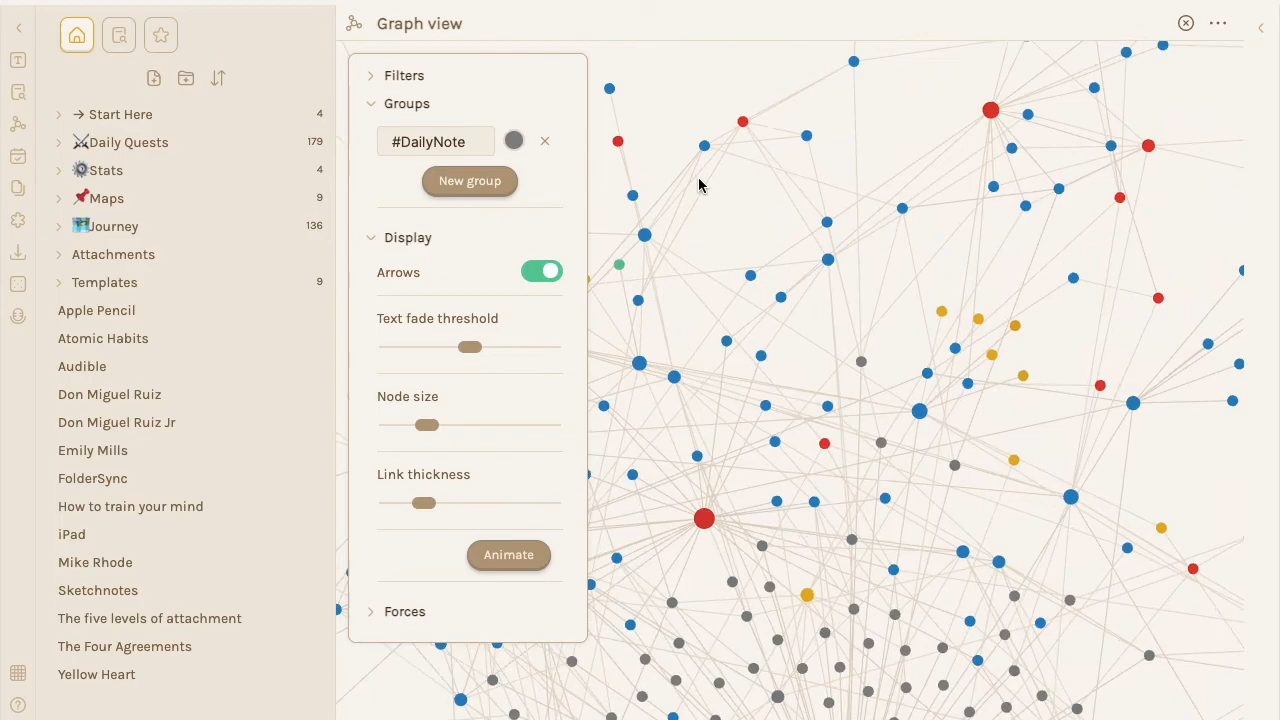 Graph view
→ Start Here 4
Daily Quests 179
Stats 4
Maps 9
Journey 136
Attachments
Templates 9
Apple Pencil
Atomic Habits
Audible
Don Miguel Ruiz
Don Miguel Ruiz Jr
Emily Mills
FolderSync
How to train your mind
iPad
Mike Rhode
Sketchnotes
The five levels of attachment
The Four Agreements
Yellow Heart
Filters
Groups
#DailyNote
New group
Display
Arrows
Text fade threshold
Node size
Link thickness
Animate
Forces